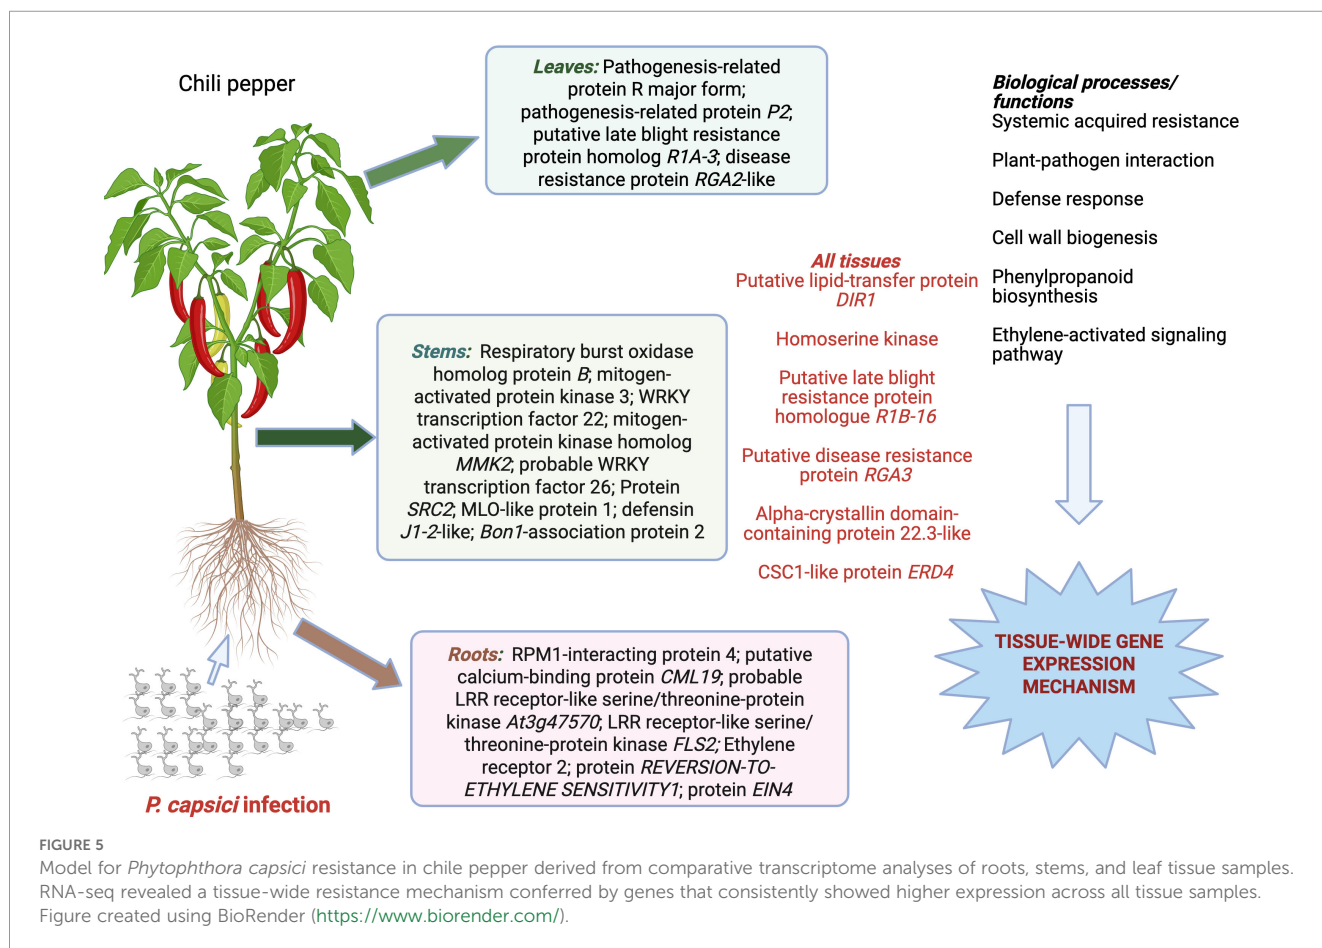 Chili pepper
Leaves: Pathogenesis-related
protein R major form;
pathogenesis-related protein P2;
putative late blight resistance
protein homolog R1A-3; disease
resistance protein RGA2-like
Stems: Respiratory burst oxidase
homolog protein B; mitogen-
activated protein kinase 3; WRKY
transcription factor 22; mitogen-
activated protein kinase homolog
MMK2; probable WRKY
transcription factor 26; Protein
SRC2; MLO-like protein 1; defensin
J1-2-like; Bon1-association protein 2
Roots: RPM1-interacting protein 4; putative
calcium-binding protein CML19; probable
LRR receptor-like serine/threonine-protein
kinase At3g47570; LRR receptor-like serine/
threonine-protein kinase FLS2; Ethylene
receptor 2; protein REVERSION-TO-
ETHYLENE SENSITIVITY1; protein EIN4
P. capsici infection
All tissues
Putative lipid-transfer protein
DIR1
Homoserine kinase
Putative late blight
resistance protein
homologue R1B-16
Putative disease resistance
protein RGA3
Alpha-crystallin domain-
containing protein 22.3-like
CSC1-like protein ERD4
Biological processes/
functions
Systemic acquired resistance
Plant-pathogen interaction
Defense response
Cell wall biogenesis
Phenylpropanoid
biosynthesis
Ethylene-activated signaling
pathway
TISSUE-WIDE GENE
EXPRESSION
MECHANISM
FIGURE 5
Model for Phytophthora capsici resistance in chile pepper derived from comparative transcriptome analyses of roots, stems, and leaf tissue samples.
RNA-seq revealed a tissue-wide resistance mechanism conferred by genes that consistently showed higher expression across all tissue samples.
Figure created using BioRender (https://www.biorender.com/).